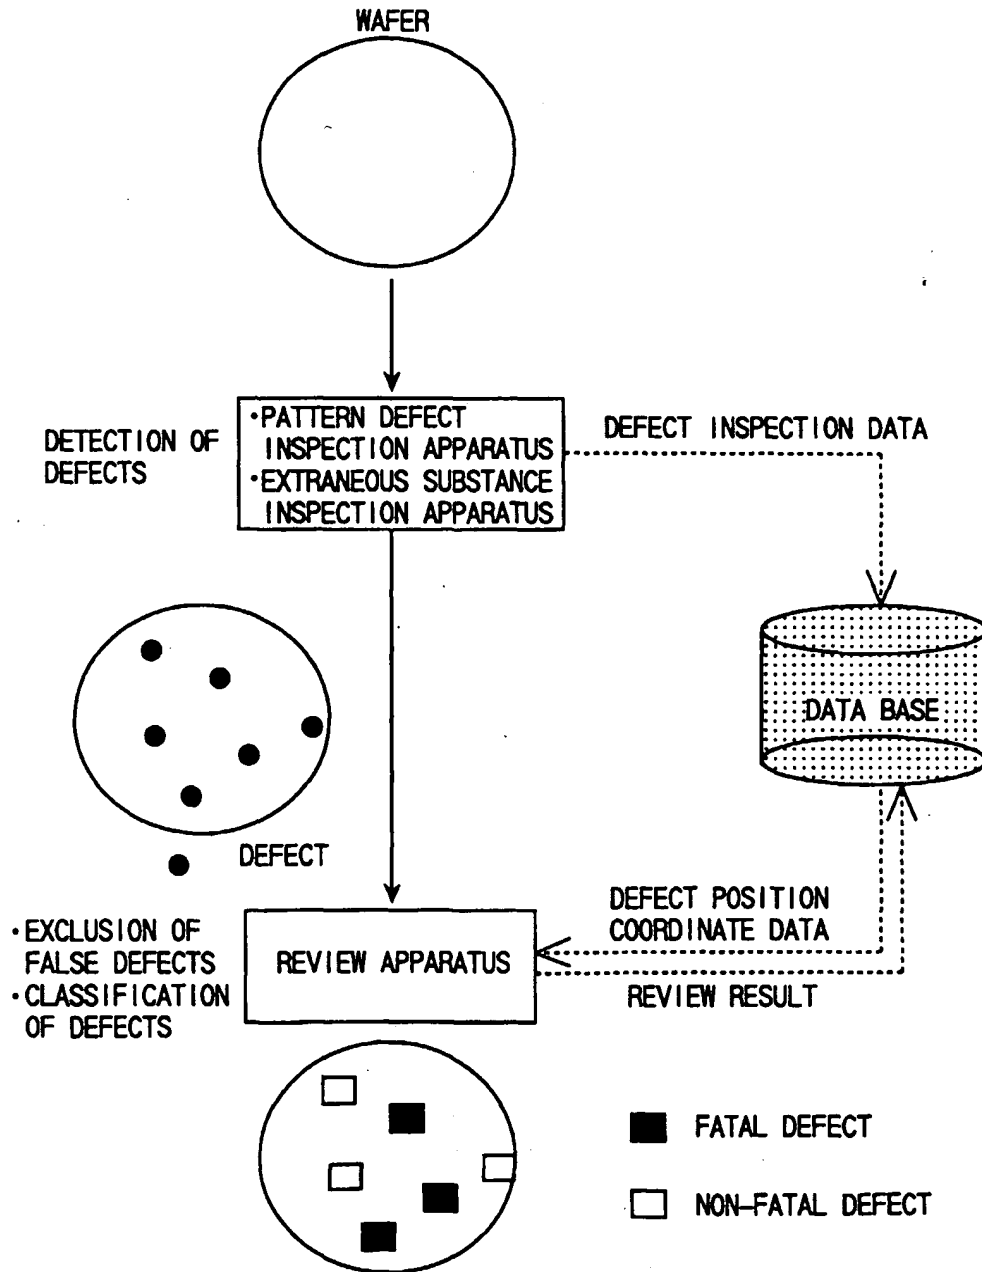 WAFER
DETECTION OF
DEFECTS
·PATTERN DEFECT
INSPECTION APPARATUS
·EXTRANEOUS SUBSTANCE
INSPECTION APPARATUS
DEFECT INSPECTION DATA
DATA BASE
DEFECT
·EXCLUSION OF
FALSE DEFECTS
·CLASSIFICATION
OF DEFECTS
REVIEW APPARATUS
DEFECT POSITION
COORDINATE DATA
REVIEW RESULT
FATAL DEFECT
NON-FATAL DEFECT